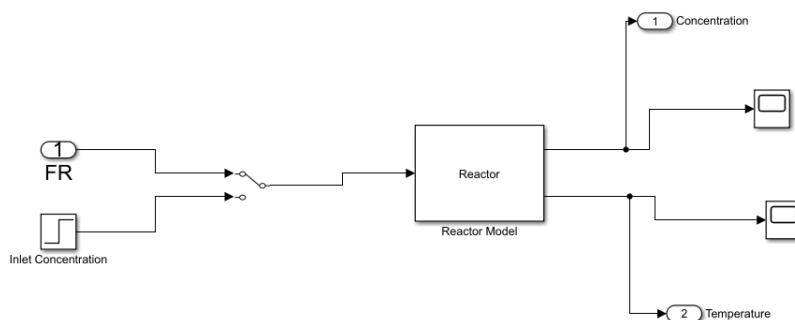 1
Concentration
1
FR
Reactor
Reactor Model
Inlet Concentration
2
Temperature